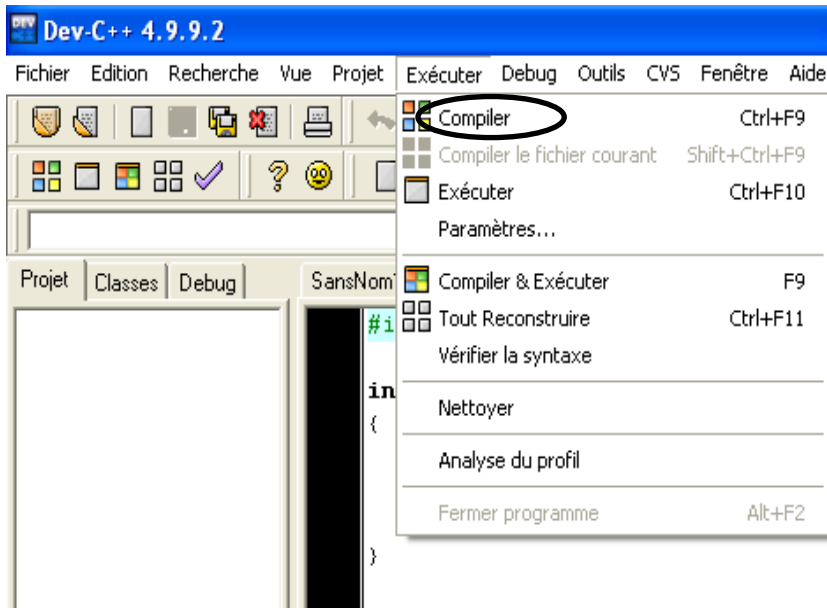 Dev-C++ 4.9.9.2
Fichier Edition Recherche Vue Projet Exécuter Debug Outils CVS Fenêtre Aide
Compiler Ctrl+F9
Compiler le fichier courant Shift+Ctrl+F9
Exécuter Ctrl+F10
Paramètres...
Compiler & Exécuter F9
Tout Reconstruire Ctrl+F11
Vérifier la syntaxe
Nettoyer
Analyse du profil
Fermer programme Alt+F2
Projet Classes Debug SansNom
#i
in
{
}